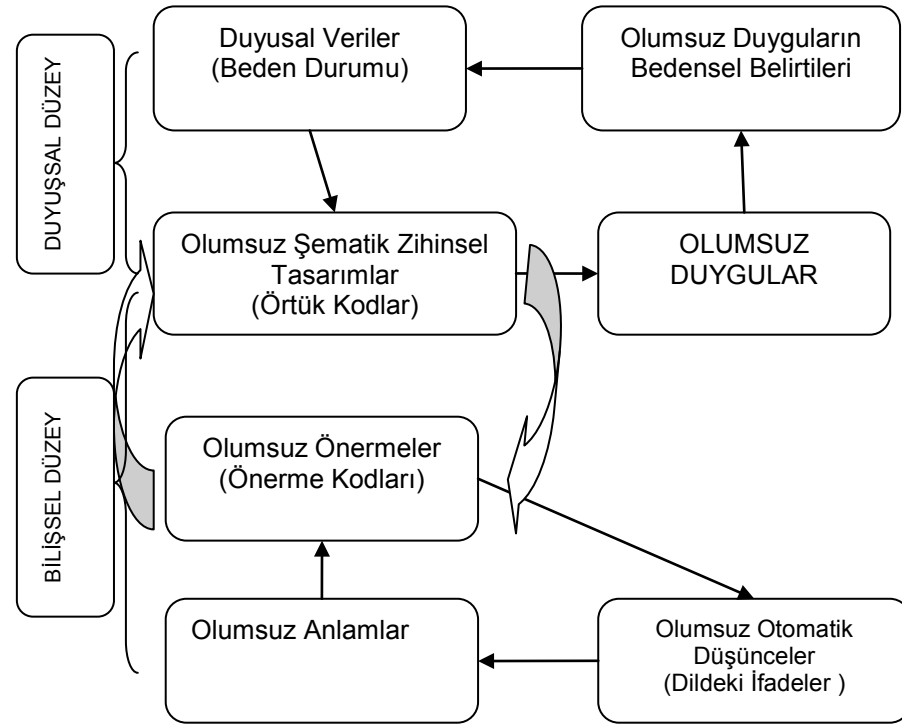 DUYUŞSAL DÜZEY
Duyusal Veriler
(Beden Durumu)
Olumsuz Duyguların
Bedensel Belirtileri
Olumsuz Şematik Zihinsel
Tasarımlar
(Örtük Kodlar)
OLUMSUZ
DUYGULAR
BİLİŞSEL DÜZEY
Olumsuz Önermeler
(Önerme Kodları)
Olumsuz Anlamlar
Olumsuz Otomatik
Düşünceler
(Dildeki İfadeler )